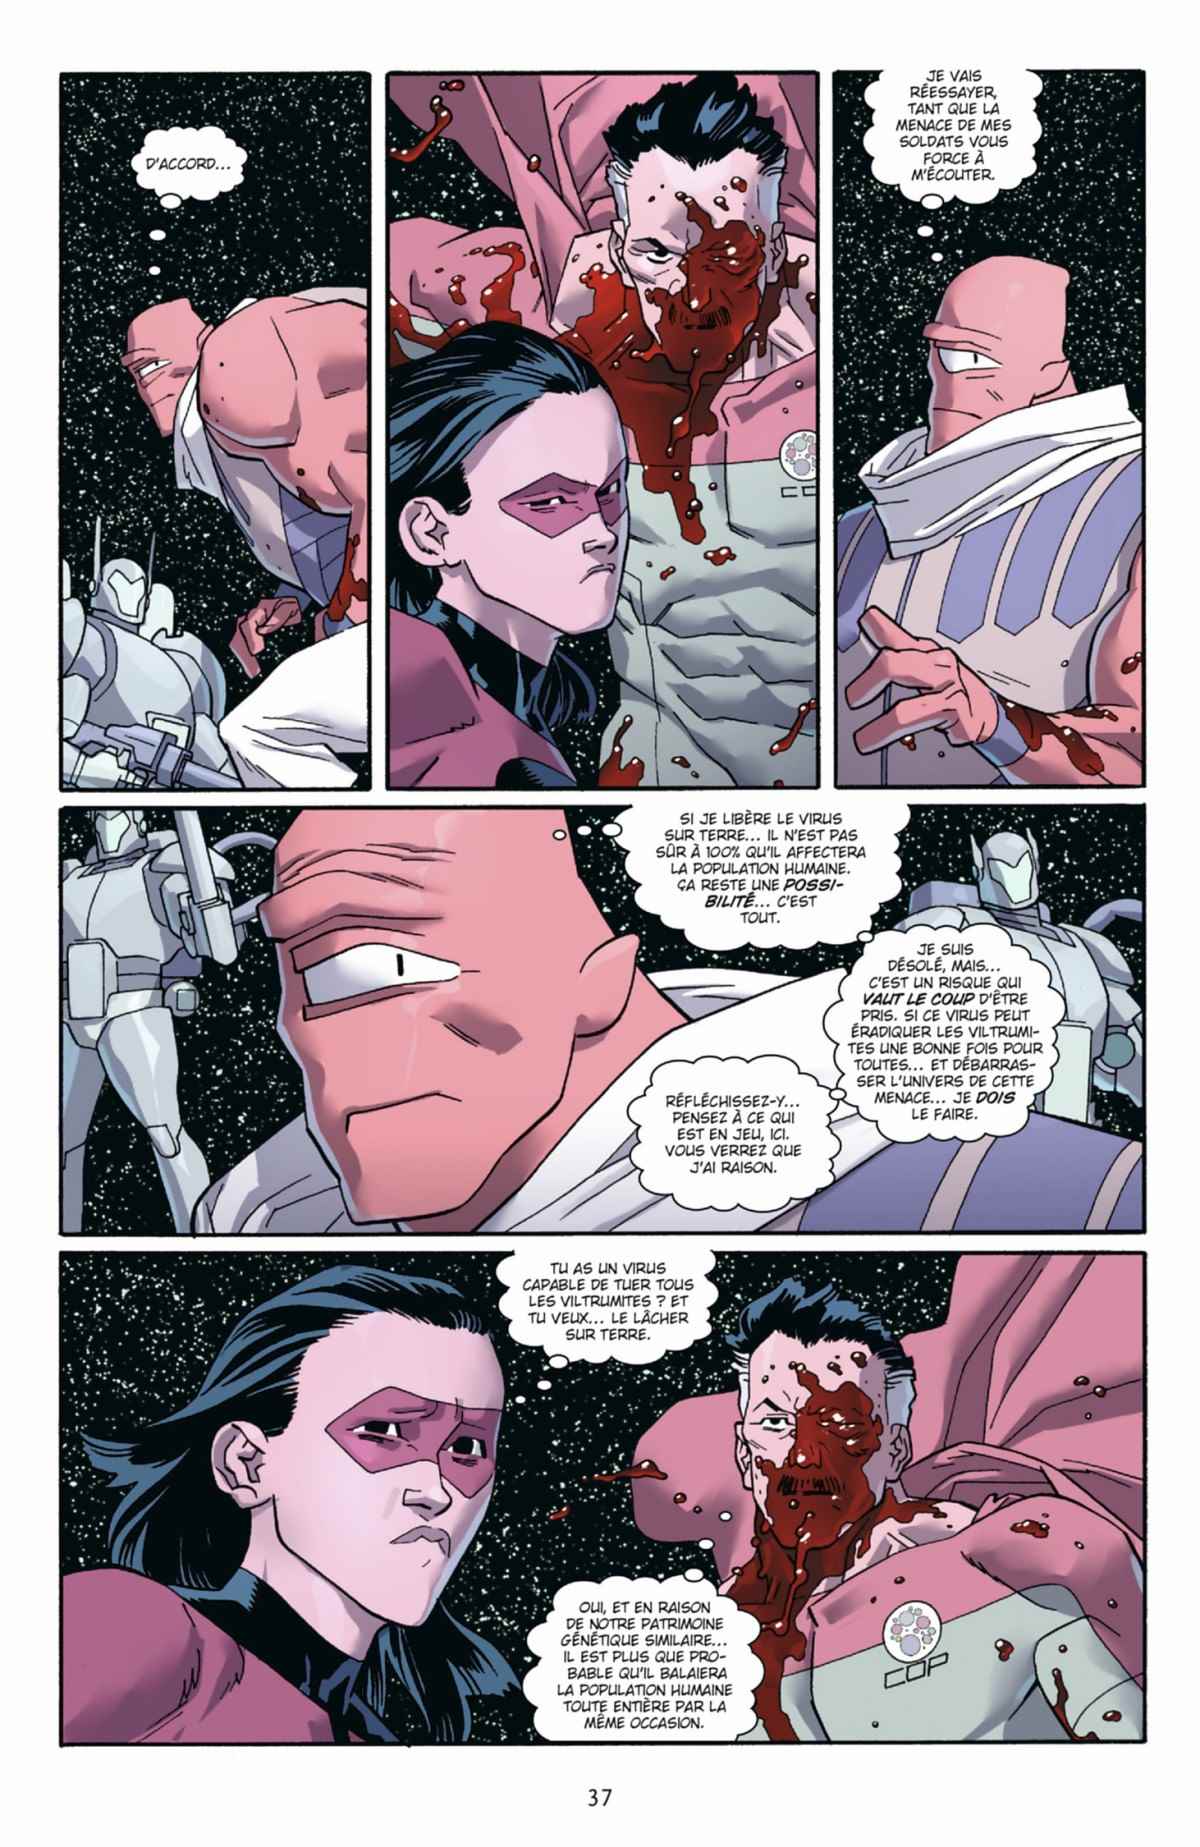 D'ACCORD...
COP
JE VAIS
RÉESSAYER,
TANT QUE LA
MENACE DE MES
SOLDATS VOUS
FORCE À
M'ÉCOUTER.
SI JE LIBÈRE LE VIRUS
SUR TERRE... IL N'EST PAS
SÛR À 100% QU'IL AFFECTERA
LA POPULATION HUMAINE.
ÇA RESTE UNE POSSI-
BILITÉ... C'EST
TOUT.
JE SUIS
DÉSOLÉ, MAIS...
C'EST UN RISQUE QUI
VAUT LE COUP D'ÊTRE
PRIS. SI CE VIRUS PEUT
ÉRADIQUER LES VILTRUMI-
TES UNE BONNE FOIS POUR
TOUTES... ET DÉBARRAS-
SER L'UNIVERS DE CETTE
MENACE... JE DOIS
LE FAIRE.
RÉFLÉCHISSEZ-Y...
PENSEZ À CE QUI
EST EN JEU, ICI.
VOUS VERREZ QUE
J'AI RAISON.
TU AS UN VIRUS
CAPABLE DE TUER TOUS
LES VILTRUMITES ? ET
TU VEUX... LE LÂCHER
SUR TERRE.
OUI, ET EN RAISON
DE NOTRE PATRIMOINE
GÉNÉTIQUE SIMILAIRE...
IL EST PLUS QUE PRO-
BABLE QU'IL BALAIERA
LA POPULATION HUMAINE
TOUTE ENTIÈRE PAR LA
MÊME OCCASION.
COP
37